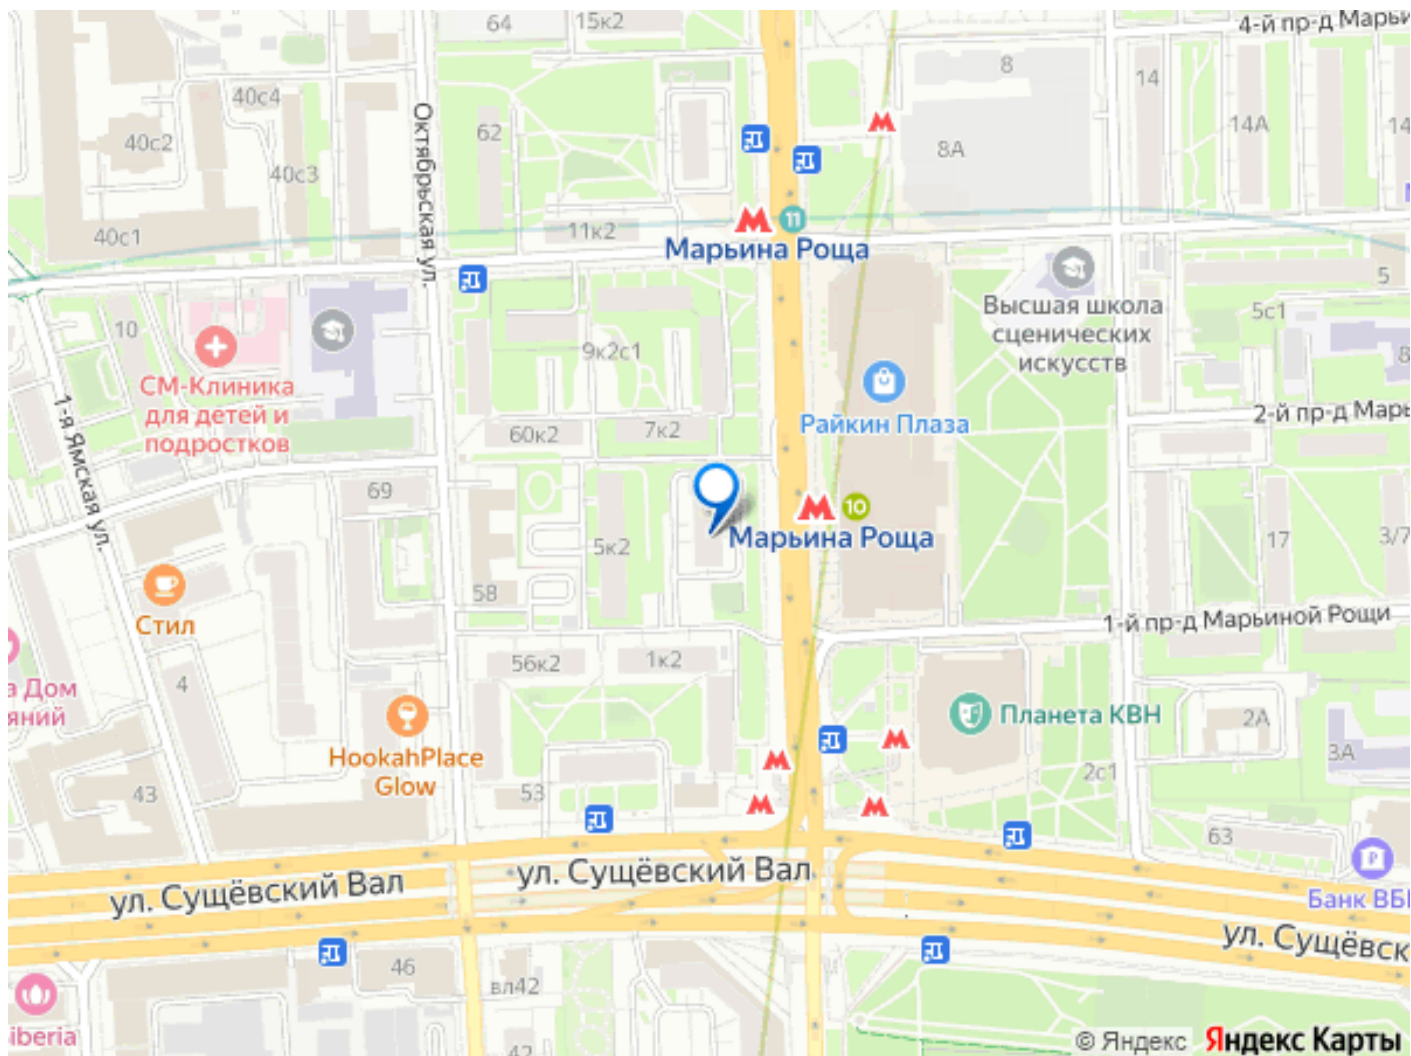 64
15к2
4-й пр-д Марьи
8
14
40с4
Октябрьская ул.
62
14А
14
40с2
8А
40с3
40с1
11к2
11
Марьина Роща
5
10
Высшая школа
сценических
искусств
5с1
9к2с1
8
СМ-Клиника
для детей и
подростков
1-я Ямская ул.
60к2
7к2
Райкин Плаза
2-й пр-д Марь
69
10
Марьина Роща
5к2
17
3/7
58
Стил
1-й пр-д Марьиной Рощи
56к2
1к2
4
а Дом
яний
Планета КВН
2А
HookahPlace
Glow
3А
2с1
43
53
63
ул. Сущёвский Вал
ул. Сущёвский Вал
Банк ВБ
ул. Сущёвск
46
вл42
iberia
42
© Яндекс Яндекс Карты